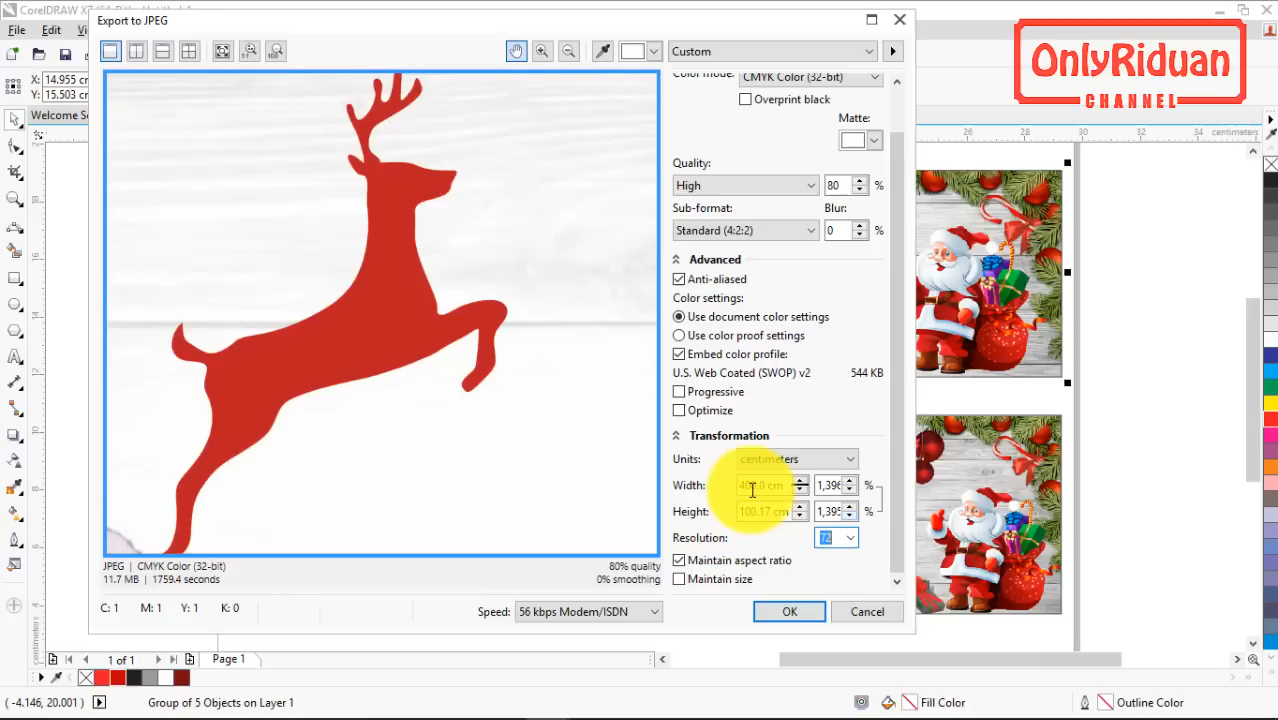 Export to JPEG
File Edit
OnlyRiduan
CHANNEL
X: 14.955 cm
Y: 15.503 cm
Custom
Color mode: CMYK Color (32-bit)
Overprint black
Matte:
Quality:
High 80 %
Sub-format: Blur:
Standard (4:2:2) 0 %
Advanced
Anti-aliased
Color settings:
Use document color settings
Use color proof settings
Embed color profile:
U.S. Web Coated (SWOP) v2 544 KB
Progressive
Optimize
Transformation
Units: centimeters
Width: %
Height: 100.17 cm 1,395 %
Resolution: 72
Maintain aspect ratio
Maintain size
JPEG | CMYK Color (32-bit) 80% quality
11.7 MB | 1759.4 seconds 0% smoothing
C: 1 M: 1 Y: 1 K: 0
Speed: 56 kbps Modem/ISDN
OK Cancel
26 28 30 32 34 centimeters
1 of 1 Page 1
( -4.146, 20.001 ) Group of 5 Objects on Layer 1 Fill Color Outline Color